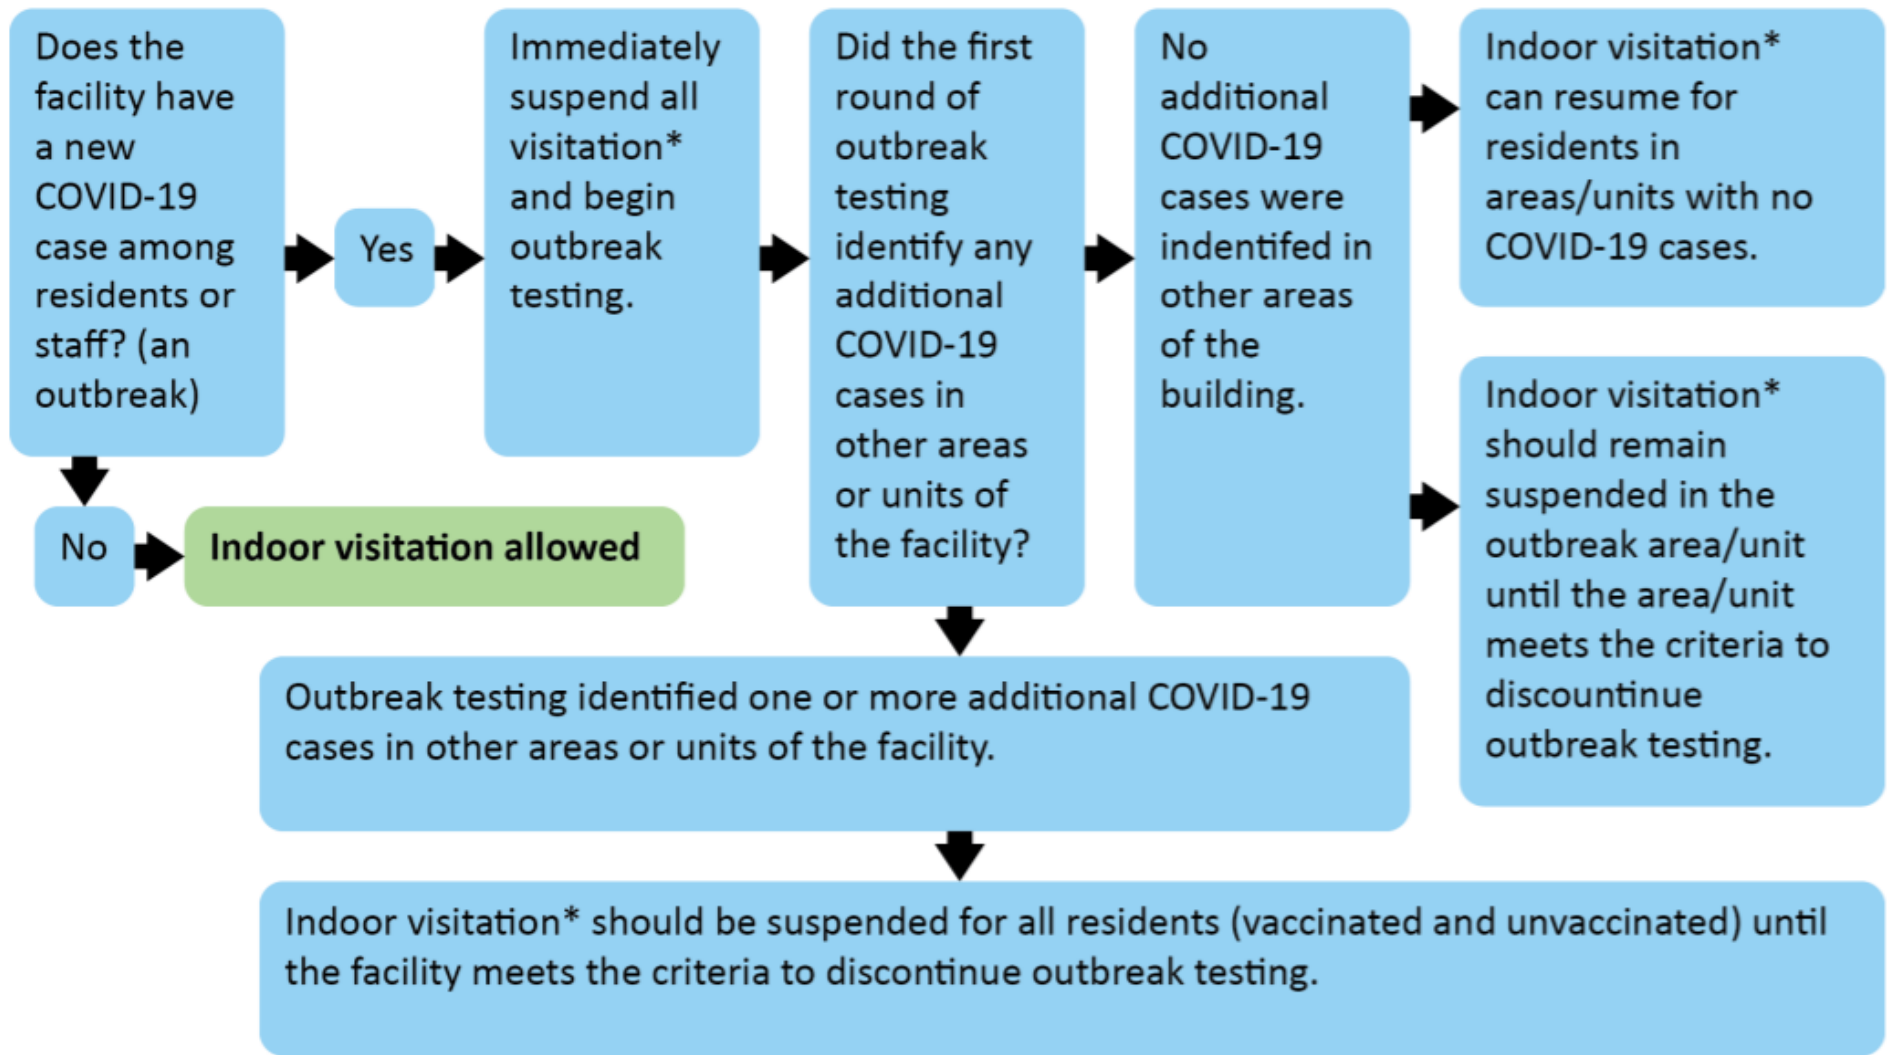 Does the
facility have
a new
COVID-19
case among
residents or
staff? (an
outbreak)
Yes
No
Indoor visitation allowed
Immediately
suspend all
visitation*
and begin
outbreak
testing.
Did the first
round of
outbreak
testing
identify any
additional
COVID-19
cases in
other areas
or units of
the facility?
No
additional
COVID-19
cases were
indentifed in
other areas
of the
building.
Indoor visitation*
can resume for
residents in
areas/units with no
COVID-19 cases.
Indoor visitation*
should remain
suspended in the
outbreak area/unit
until the area/unit
meets the criteria to
discountinue
outbreak testing.
Outbreak testing identified one or more additional COVID-19
cases in other areas or units of the facility.
Indoor visitation* should be suspended for all residents (vaccinated and unvaccinated) until
the facility meets the criteria to discontinue outbreak testing.